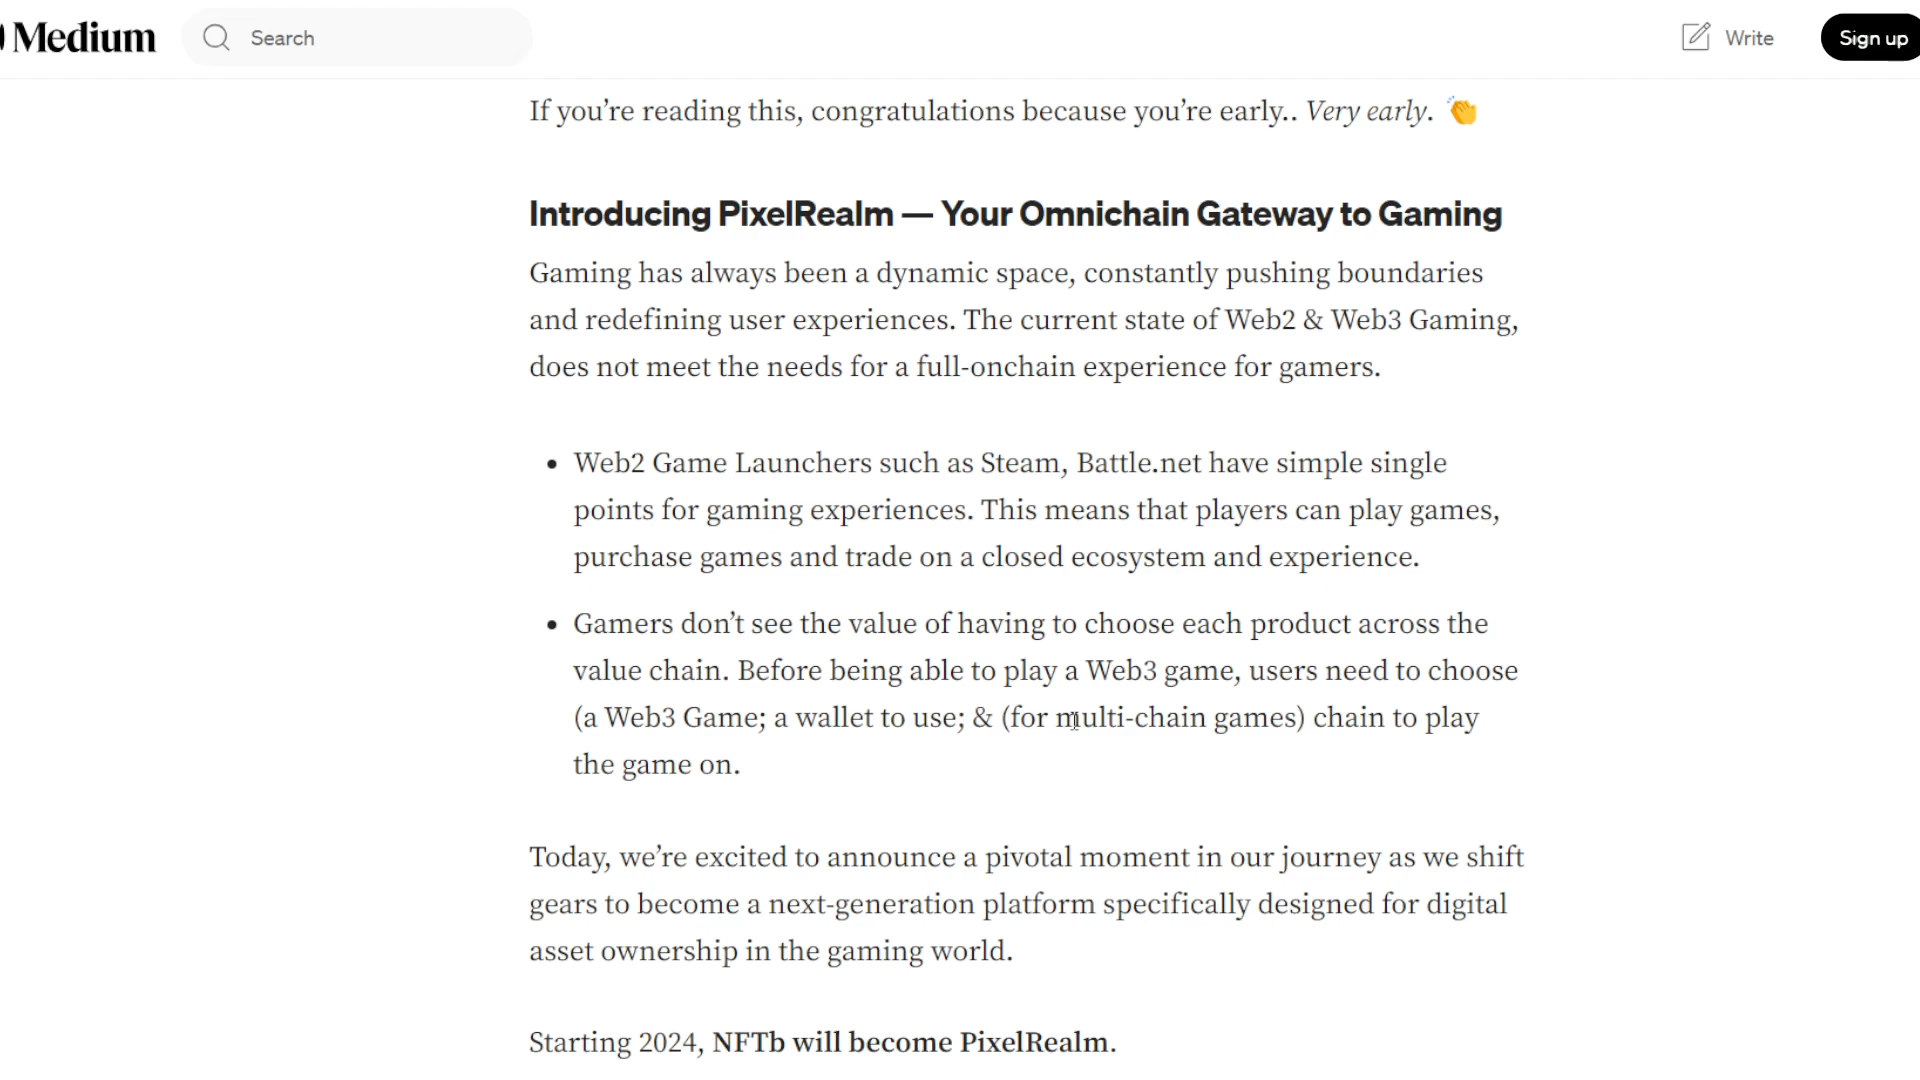 Medium
Search
Write
Sign up
If you’re reading this, congratulations because you’re early.. Very early. 👏
Introducing PixelRealm — Your Omnichain Gateway to Gaming
Gaming has always been a dynamic space, constantly pushing boundaries
and redefining user experiences. The current state of Web2 & Web3 Gaming,
does not meet the needs for a full-onchain experience for gamers.
• Web2 Game Launchers such as Steam, Battle.net have simple single
points for gaming experiences. This means that players can play games,
purchase games and trade on a closed ecosystem and experience.
• Gamers don’t see the value of having to choose each product across the
value chain. Before being able to play a Web3 game, users need to choose
(a Web3 Game; a wallet to use; & (for multi-chain games) chain to play
the game on.
Today, we’re excited to announce a pivotal moment in our journey as we shift
gears to become a next-generation platform specifically designed for digital
asset ownership in the gaming world.
Starting 2024, NFTb will become PixelRealm.